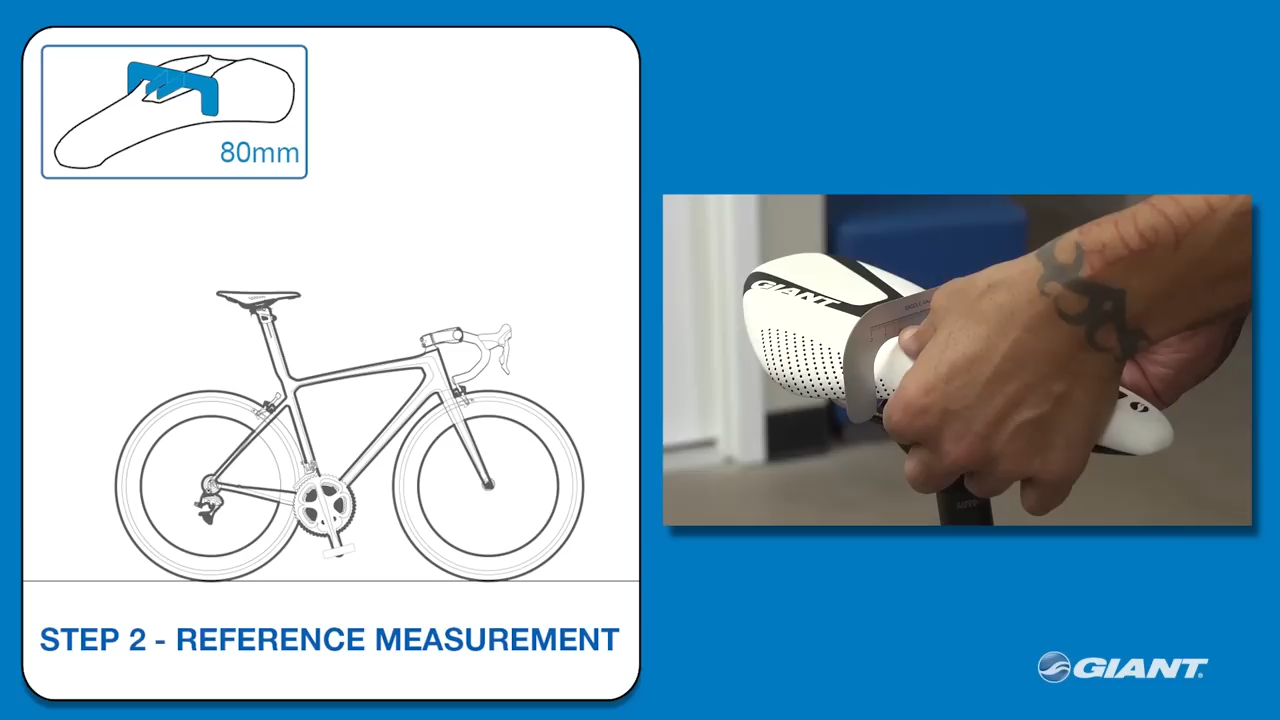 80mm
GIANT
STEP 2 - REFERENCE MEASUREMENT
GIANT